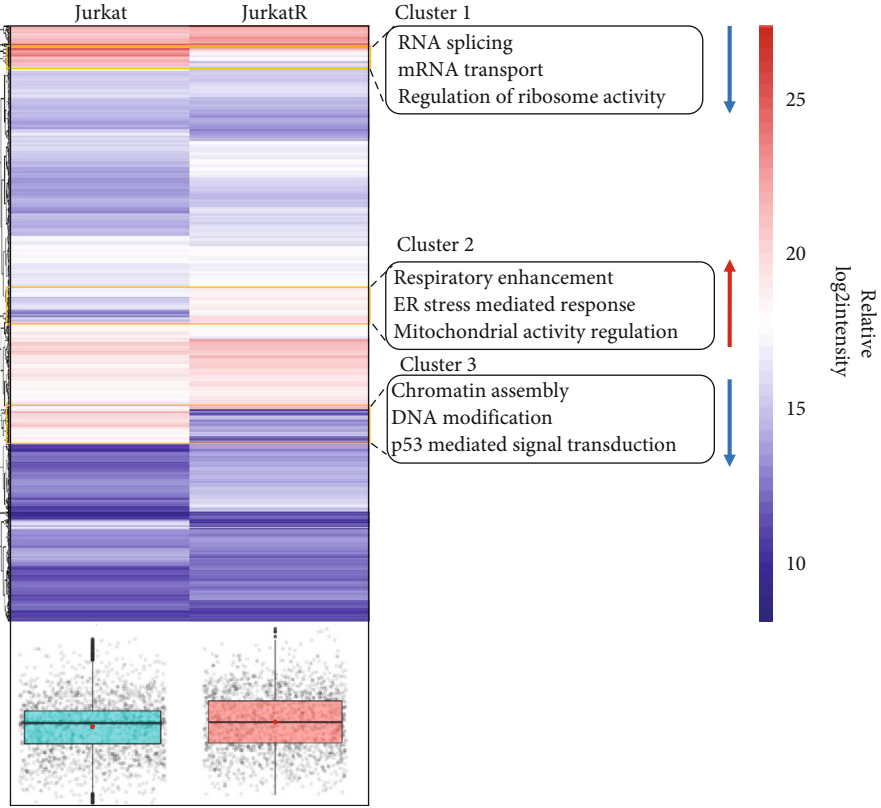 Jurkat
JurkatR
Cluster 1
RNA splicing
mRNA transport
Regulation of ribosome activity
Cluster 2
Respiratory enhancement
ER stress mediated response
Mitochondrial activity regulation
Cluster 3
Chromatin assembly
DNA modification
p53 mediated signal transduction
25
20
15
10
Relative
log2intensity